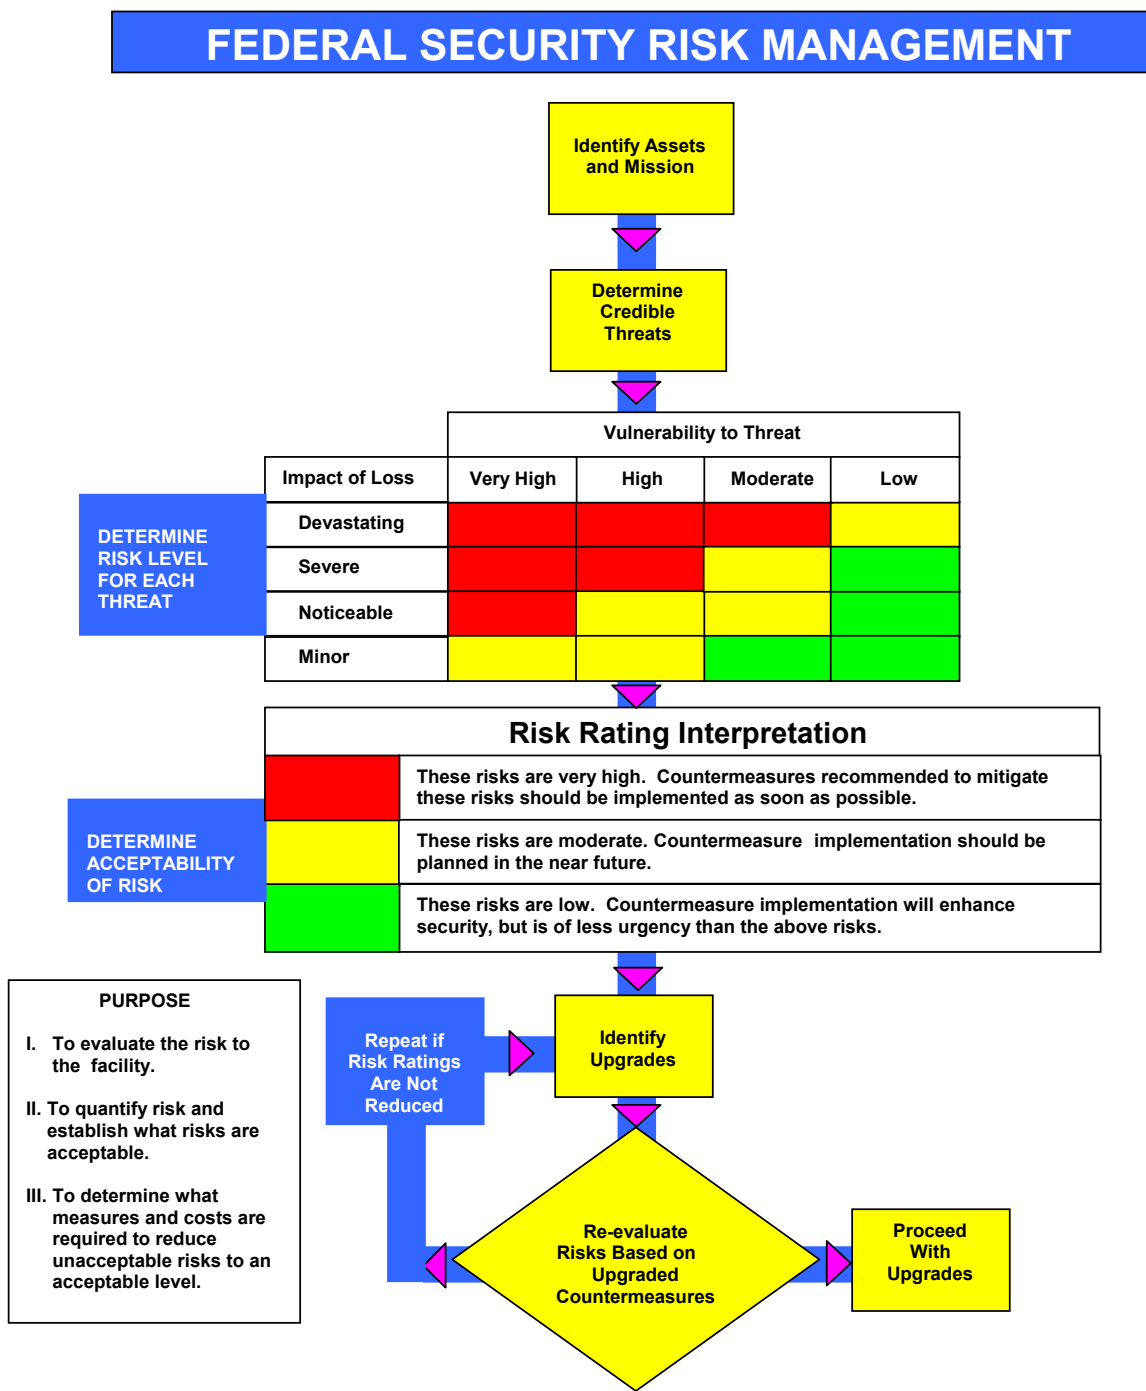 FEDERAL SECURITY RISK MANAGEMENT
Identify Assets
and Mission
Determine
Credible
Threats
Vulnerability to Threat
Impact of Loss Very High High Moderate Low
Devastating
Severe
Noticeable
Minor
DETERMINE
RISK LEVEL
FOR EACH
THREAT
Risk Rating Interpretation
These risks are very high. Countermeasures recommended to mitigate
these risks should be implemented as soon as possible.
These risks are moderate. Countermeasure implementation should be
planned in the near future.
These risks are low. Countermeasure implementation will enhance
security, but is of less urgency than the above risks.
DETERMINE
ACCEPTABILITY
OF RISK
PURPOSE
I. To evaluate the risk to
the facility.
II. To quantify risk and
establish what risks are
acceptable.
III. To determine what
measures and costs are
required to reduce
unacceptable risks to an
acceptable level.
Repeat if
Risk Ratings
Are Not
Reduced
Identify
Upgrades
Re-evaluate
Risks Based on
Upgraded
Countermeasures
Proceed
With
Upgrades